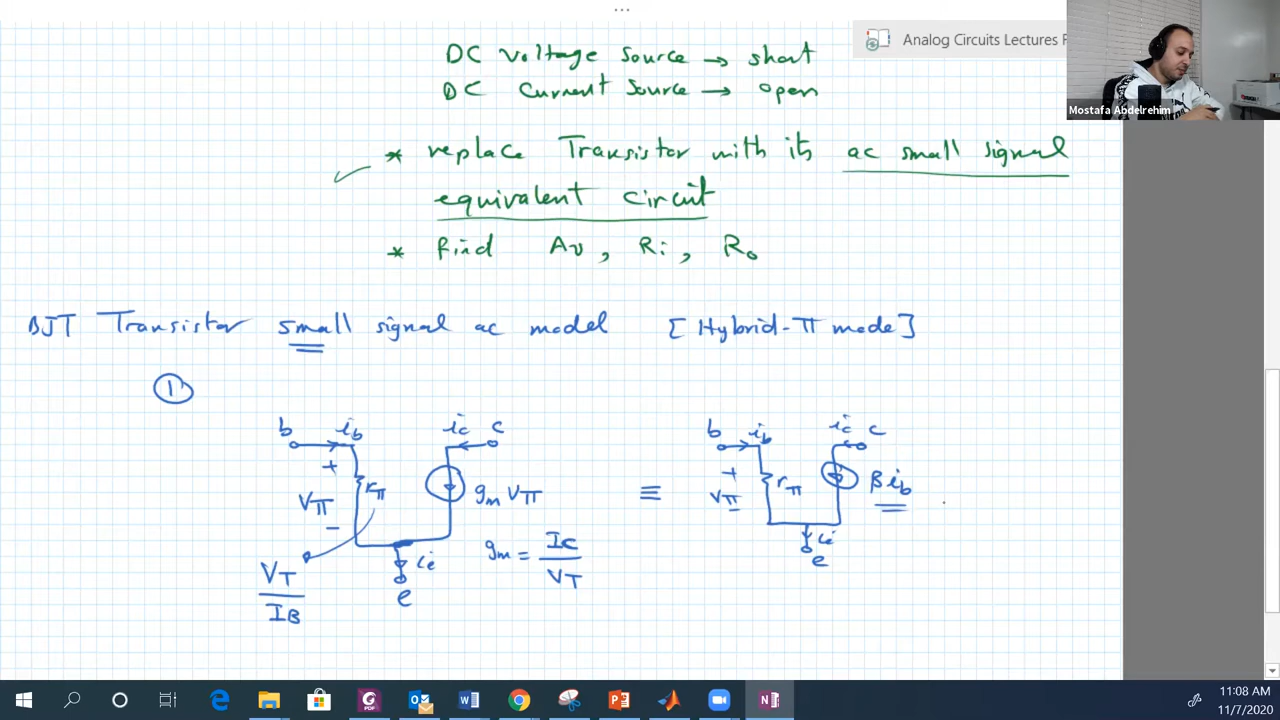 ...
Analog Circuits Lectures F
Mostafa Abdelrehim
DC Voltage Source → short
DC Current Source → open
* replace Transistor with its ac small signal
equivalent circuit
* find Av, Ri, Ro
BJT Transistor small signal ac model [Hybrid-π mode]
1
b ib ic c
+
Vπ rπ gm Vπ
−
gm = IC / VT
ie
e
VT / IB
≡
b ib ic c
+
Vπ rπ β ib
−
ie
e
PDF
11:08 AM
11/7/2020